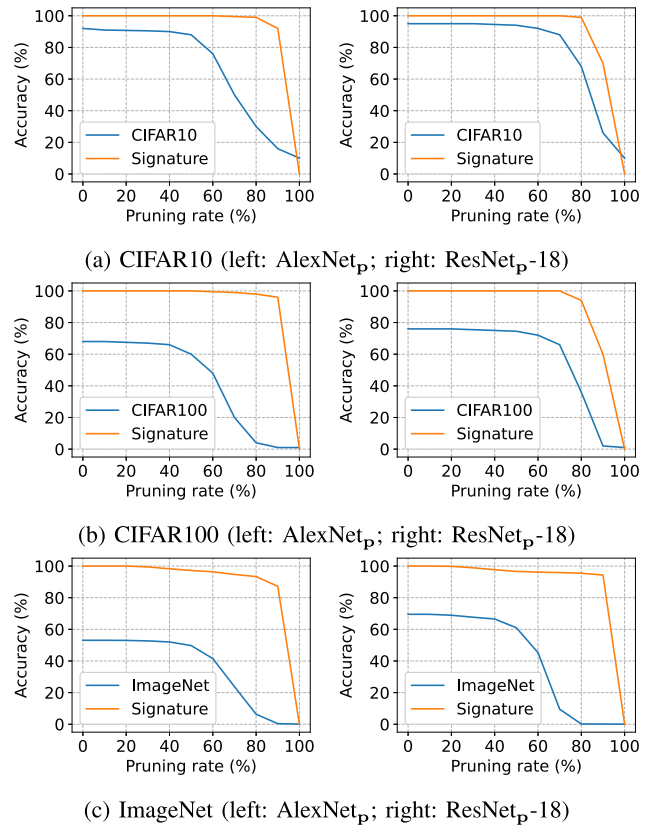 100
80
60
40
20
0
Accuracy (%)
CIFAR10
Signature
0 20 40 60 80 100
Pruning rate (%)
100
80
60
40
20
0
Accuracy (%)
CIFAR10
Signature
0 20 40 60 80 100
Pruning rate (%)
(a) CIFAR10 (left: AlexNetₚ; right: ResNetₚ-18)
100
80
60
40
20
0
Accuracy (%)
CIFAR100
Signature
0 20 40 60 80 100
Pruning rate (%)
100
80
60
40
20
0
Accuracy (%)
CIFAR100
Signature
0 20 40 60 80 100
Pruning rate (%)
(b) CIFAR100 (left: AlexNetₚ; right: ResNetₚ-18)
100
80
60
40
20
0
Accuracy (%)
ImageNet
Signature
0 20 40 60 80 100
Pruning rate (%)
100
80
60
40
20
0
Accuracy (%)
ImageNet
Signature
0 20 40 60 80 100
Pruning rate (%)
(c) ImageNet (left: AlexNetₚ; right: ResNetₚ-18)